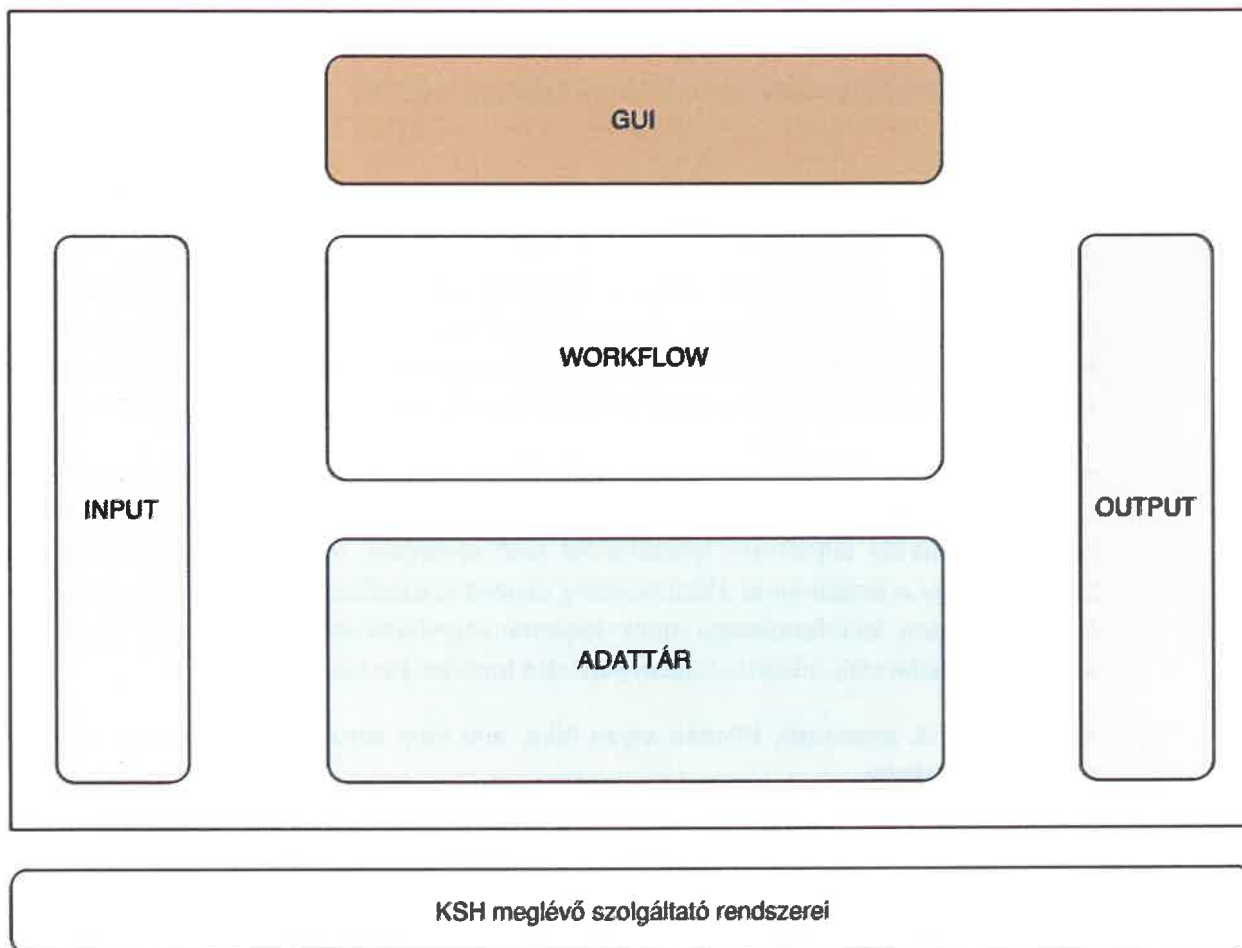 GUI
WORKFLOW
INPUT
OUTPUT
ADATTÁR
KSH meglévő szolgáltató rendszerei